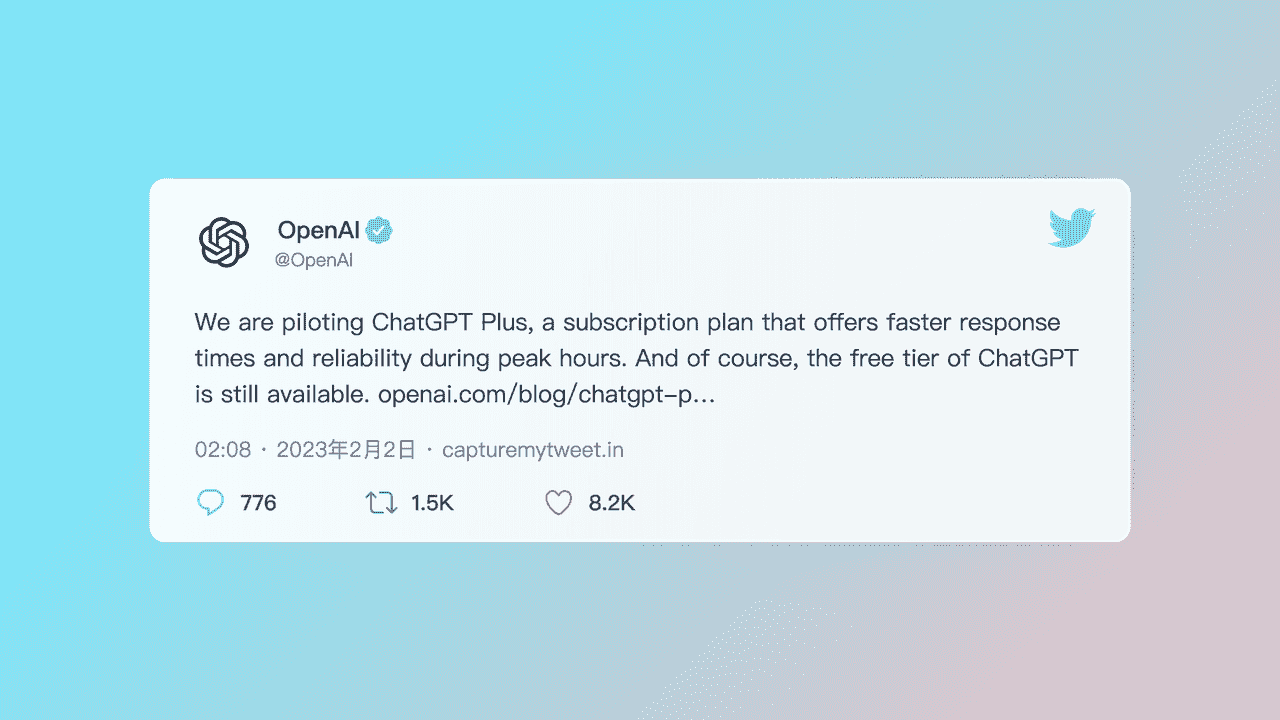 OpenAI
@OpenAI
We are piloting ChatGPT Plus, a subscription plan that offers faster response
times and reliability during peak hours. And of course, the free tier of ChatGPT
is still available. openai.com/blog/chatgpt-p...
02:08 · 2023年2月2日 · capturemytweet.in
776 1.5K 8.2K